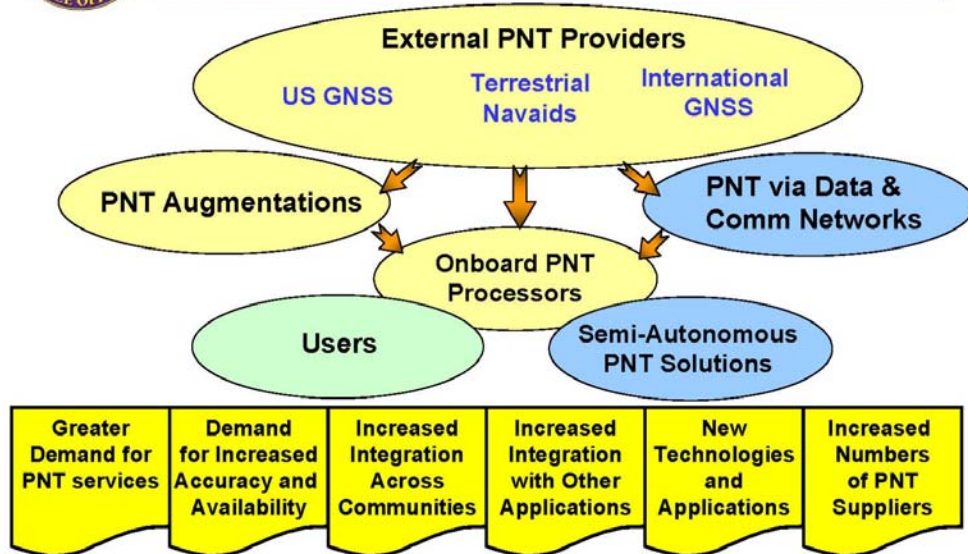 External PNT Providers
US GNSS
Terrestrial
Navaids
International
GNSS
PNT Augmentations
PNT via Data &
Comm Networks
Onboard PNT
Processors
Users
Semi-Autonomous
PNT Solutions
Greater
Demand for
PNT services
Demand
for Increased
Accuracy and
Availability
Increased
Integration
Across
Communities
Increased
Integration
with Other
Applications
New
Technologies
and
Applications
Increased
Numbers
of PNT
Suppliers